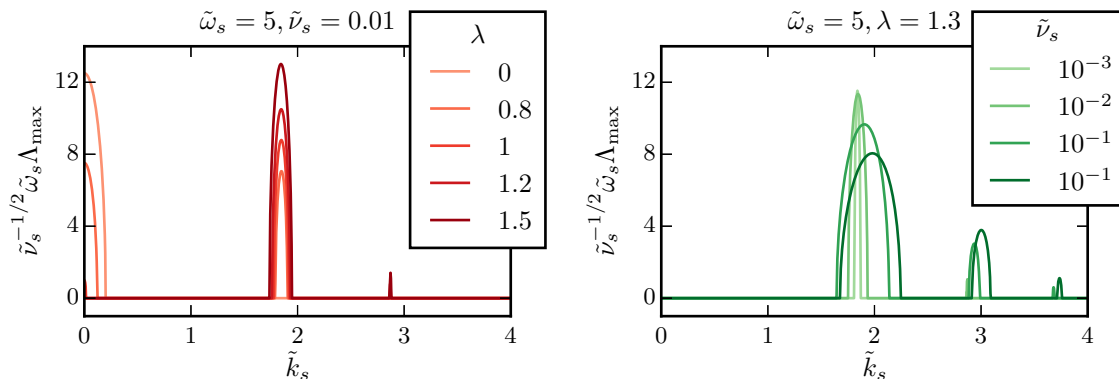 ω̃_s = 5, ν̃_s = 0.01
λ
0
0.8
1
1.2
1.5
ν̃_s^{-1/2} ω̃_s Λ_max
12
8
4
0
0 1 2 3 4
k̃_s
ω̃_s = 5, λ = 1.3
ν̃_s
10^{-3}
10^{-2}
10^{-1}
10^{-1}
ν̃_s^{-1/2} ω̃_s Λ_max
12
8
4
0
0 1 2 3 4
k̃_s